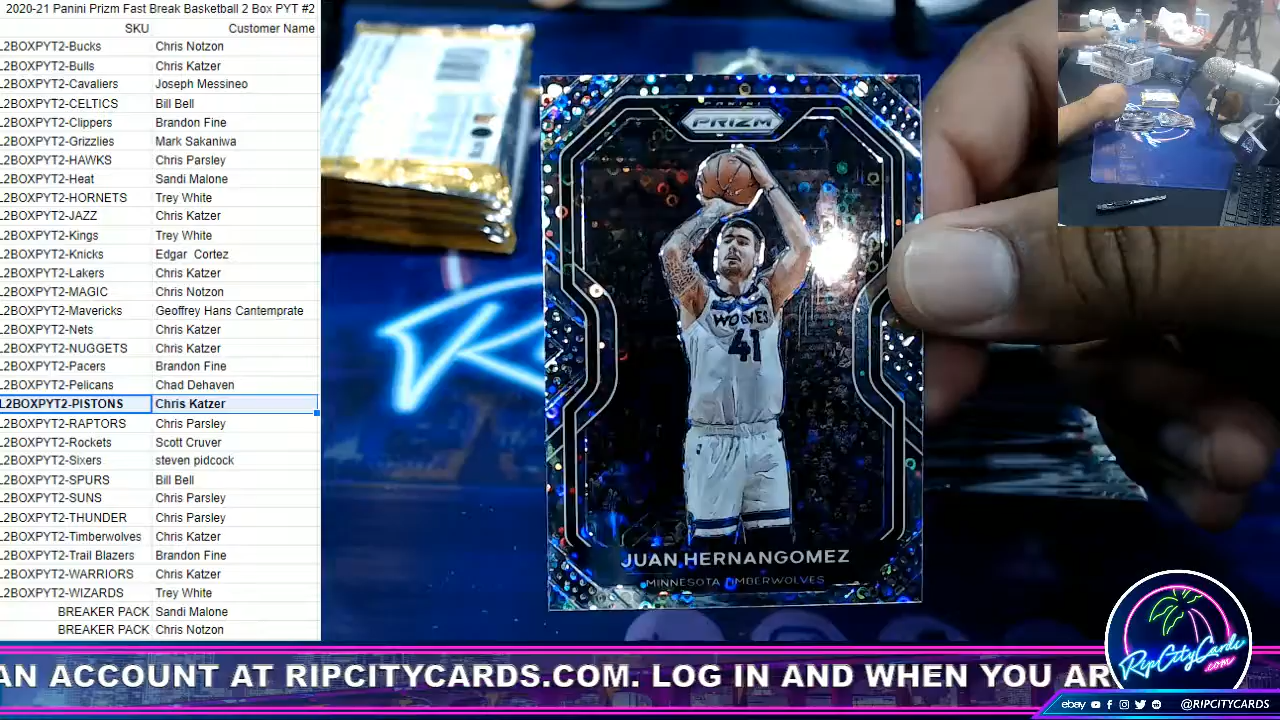 2020-21 Panini Prizm Fast Break Basketball 2 Box PYT #2
SKU Customer Name
L2BOXPYT2-Bucks Chris Notzon
L2BOXPYT2-Bulls Chris Katzer
L2BOXPYT2-Cavaliers Joseph Messineo
L2BOXPYT2-CELTICS Bill Bell
L2BOXPYT2-Clippers Brandon Fine
L2BOXPYT2-Grizzlies Mark Sakaniwa
L2BOXPYT2-HAWKS Chris Parsley
L2BOXPYT2-Heat Sandi Malone
L2BOXPYT2-HORNETS Trey White
L2BOXPYT2-JAZZ Chris Katzer
L2BOXPYT2-Kings Trey White
L2BOXPYT2-Knicks Edgar Cortez
L2BOXPYT2-Lakers Chris Katzer
L2BOXPYT2-MAGIC Chris Notzon
L2BOXPYT2-Mavericks Geoffrey Hans Cantemprate
L2BOXPYT2-Nets Chris Katzer
L2BOXPYT2-NUGGETS Chris Katzer
L2BOXPYT2-Pacers Brandon Fine
L2BOXPYT2-Pelicans Chad Dehaven
L2BOXPYT2-PISTONS Chris Katzer
L2BOXPYT2-RAPTORS Chris Parsley
L2BOXPYT2-Rockets Scott Cruver
L2BOXPYT2-Sixers steven pidcock
L2BOXPYT2-SPURS Bill Bell
L2BOXPYT2-SUNS Chris Parsley
L2BOXPYT2-THUNDER Chris Parsley
L2BOXPYT2-Timberwolves Chris Katzer
L2BOXPYT2-Trail Blazers Brandon Fine
L2BOXPYT2-WARRIORS Chris Katzer
L2BOXPYT2-WIZARDS Trey White
BREAKER PACK Sandi Malone
BREAKER PACK Chris Notzon
PANINI
PRIZM
WOLVES
41
JUAN HERNANGOMEZ
MINNESOTA TIMBERWOLVES
AN ACCOUNT AT RIPCITYCARDS.COM. LOG IN AND WHEN YOU AR
RipCityCards
.com
ebay @RIPCITYCARDS